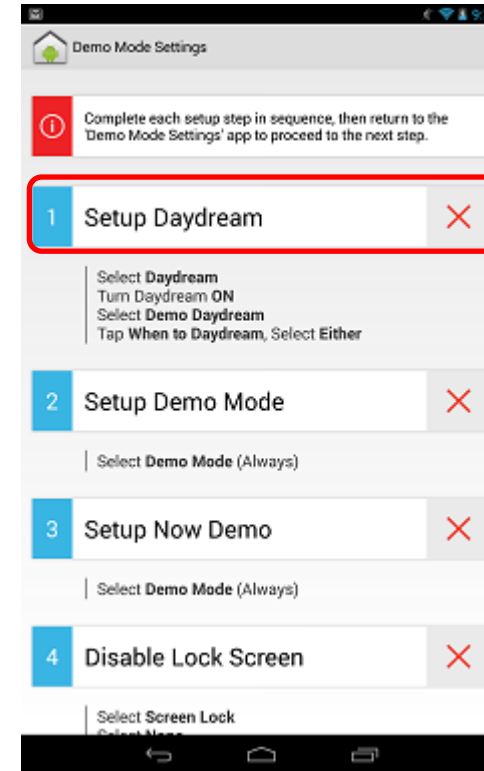 Demo Mode Settings
Complete each setup step in sequence, then return to the
'Demo Mode Settings' app to proceed to the next step.
1 Setup Daydream
Select Daydream
Turn Daydream ON
Select Demo Daydream
Tap When to Daydream, Select Either
2 Setup Demo Mode
Select Demo Mode (Always)
3 Setup Now Demo
Select Demo Mode (Always)
4 Disable Lock Screen
Select Screen Lock
Select None